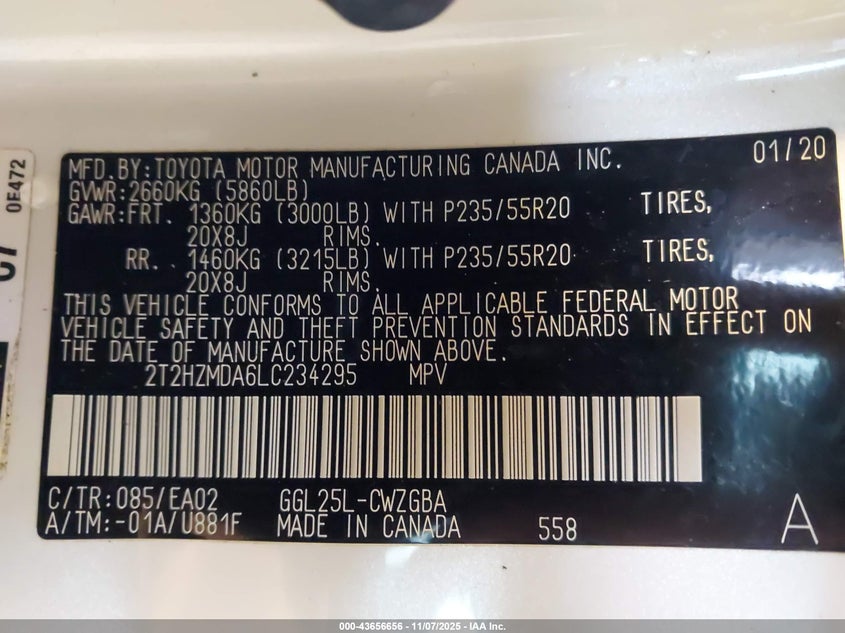 MFD.BY:TOYOTA MOTOR MANUFACTURING CANADA INC. 01/20
GVWR:2660KG (5860LB)
GAWR:FRT. 1360KG (3000LB) WITH P235/55R20 TIRES,
20X8J RIMS.
RR. 1460KG (3215LB) WITH P235/55R20 TIRES,
20X8J RIMS.
THIS VEHICLE CONFORMS TO ALL APPLICABLE FEDERAL MOTOR
VEHICLE SAFETY AND THEFT PREVENTION STANDARDS IN EFFECT ON
THE DATE OF MANUFACTURE SHOWN ABOVE.
2T2HZMDA6LC234295 MPV
C/TR:085/EA02 GGL25L-CWZGBA
A/TM:-01A/U881F MADE IN CANADA 558 A
0E472
000-43656656 - 11/07/2025 - IAA Inc.